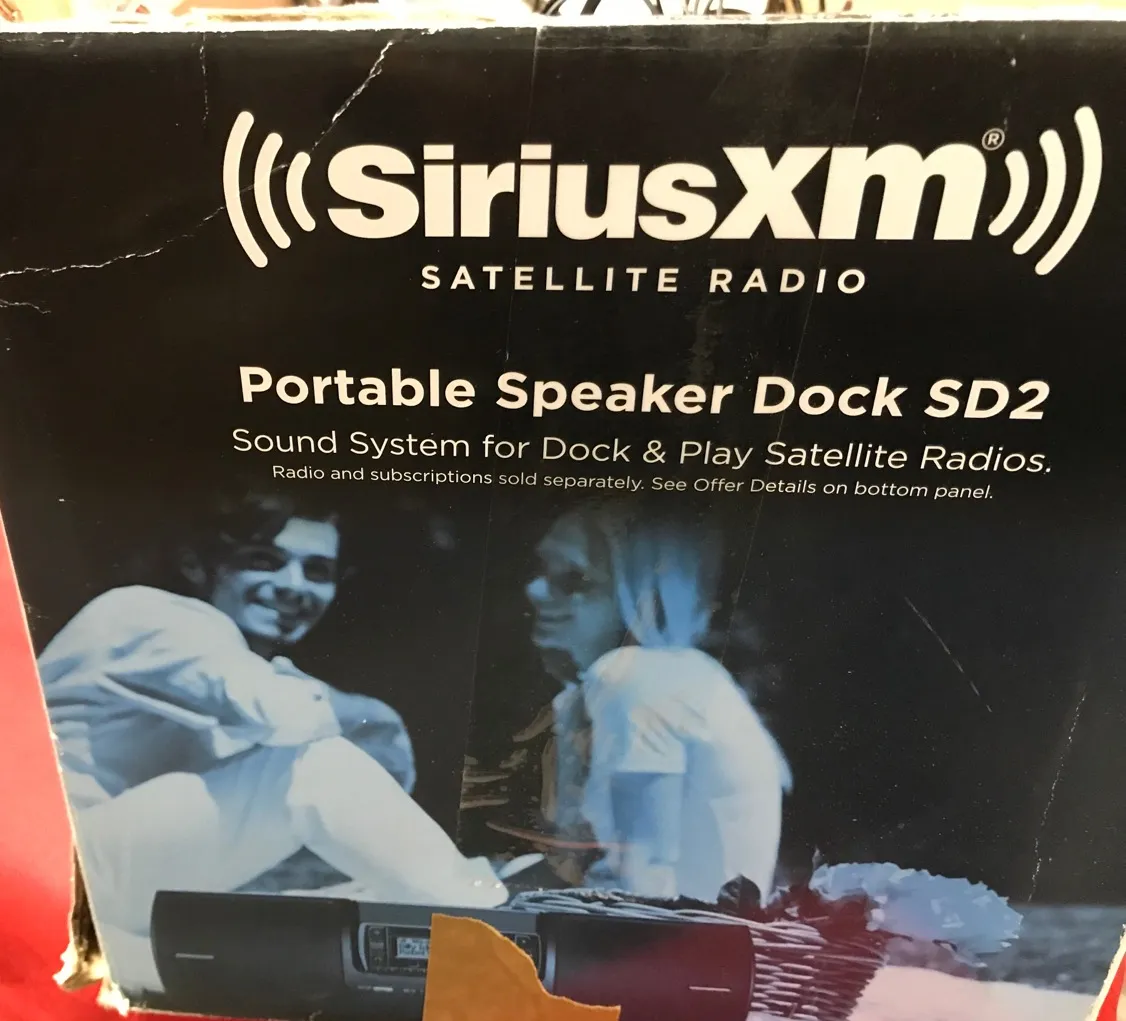 SiriusXm®
SATELLITE RADIO
Portable Speaker Dock SD2
Sound System for Dock & Play Satellite Radios.
Radio and subscriptions sold separately. See Offer Details on bottom panel.